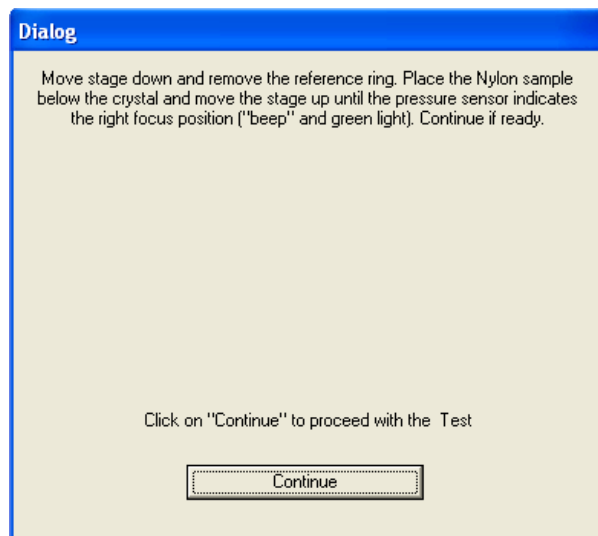 Dialog
Move stage down and remove the reference ring. Place the Nylon sample
below the crystal and move the stage up until the pressure sensor indicates
the right focus position ("beep" and green light). Continue if ready.
Click on "Continue" to proceed with the  Test
Continue